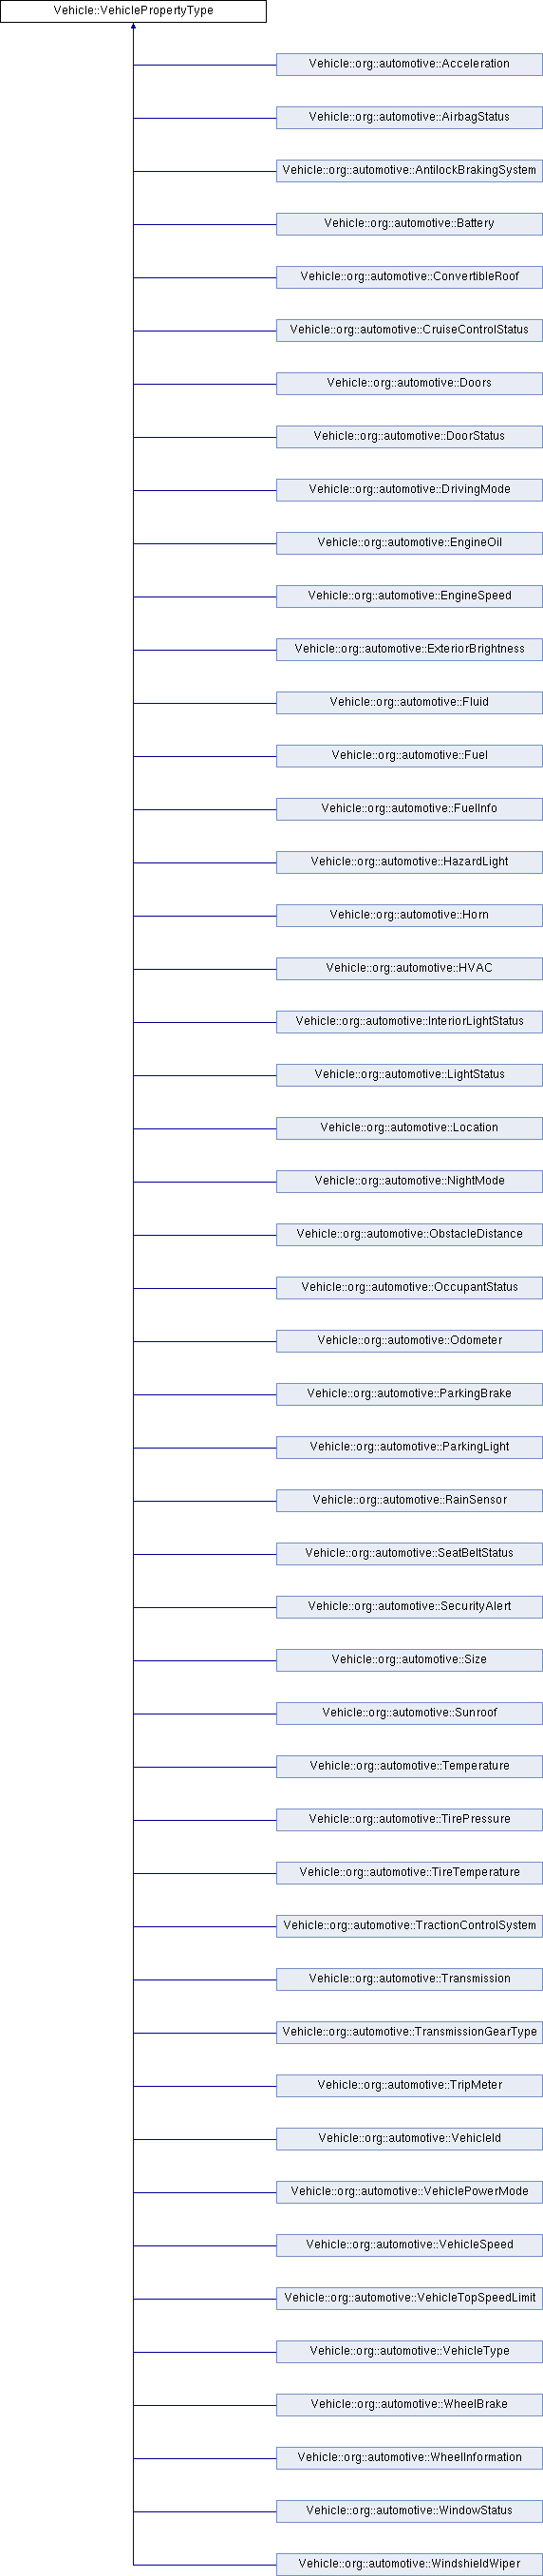 Vehicle::VehiclePropertyType
Vehicle::org::automotive::Acceleration
Vehicle::org::automotive::AirbagStatus
Vehicle::org::automotive::AntilockBrakingSystem
Vehicle::org::automotive::Battery
Vehicle::org::automotive::ConvertibleRoof
Vehicle::org::automotive::CruiseControlStatus
Vehicle::org::automotive::Doors
Vehicle::org::automotive::DoorStatus
Vehicle::org::automotive::DrivingMode
Vehicle::org::automotive::EngineOil
Vehicle::org::automotive::EngineSpeed
Vehicle::org::automotive::ExteriorBrightness
Vehicle::org::automotive::Fluid
Vehicle::org::automotive::Fuel
Vehicle::org::automotive::FuelInfo
Vehicle::org::automotive::HazardLight
Vehicle::org::automotive::Horn
Vehicle::org::automotive::HVAC
Vehicle::org::automotive::InteriorLightStatus
Vehicle::org::automotive::LightStatus
Vehicle::org::automotive::Location
Vehicle::org::automotive::NightMode
Vehicle::org::automotive::ObstacleDistance
Vehicle::org::automotive::OccupantStatus
Vehicle::org::automotive::Odometer
Vehicle::org::automotive::ParkingBrake
Vehicle::org::automotive::ParkingLight
Vehicle::org::automotive::RainSensor
Vehicle::org::automotive::SeatBeltStatus
Vehicle::org::automotive::SecurityAlert
Vehicle::org::automotive::Size
Vehicle::org::automotive::Sunroof
Vehicle::org::automotive::Temperature
Vehicle::org::automotive::TirePressure
Vehicle::org::automotive::TireTemperature
Vehicle::org::automotive::TractionControlSystem
Vehicle::org::automotive::Transmission
Vehicle::org::automotive::TransmissionGearType
Vehicle::org::automotive::TripMeter
Vehicle::org::automotive::VehicleId
Vehicle::org::automotive::VehiclePowerMode
Vehicle::org::automotive::VehicleSpeed
Vehicle::org::automotive::VehicleTopSpeedLimit
Vehicle::org::automotive::VehicleType
Vehicle::org::automotive::WheelBrake
Vehicle::org::automotive::WheelInformation
Vehicle::org::automotive::WindowStatus
Vehicle::org::automotive::WindshieldWiper